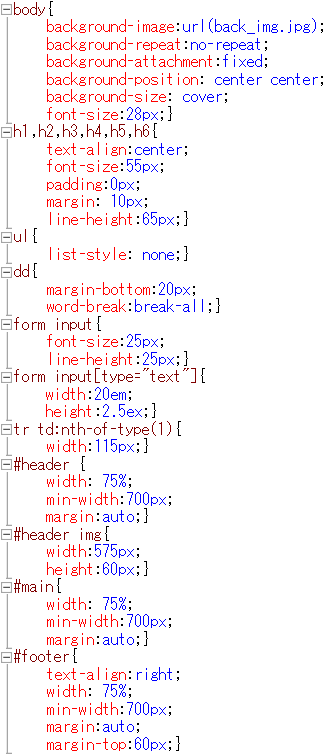 body{
background-image:url(back_img.jpg);
background-repeat:no-repeat;
background-attachment:fixed;
background-position: center center;
background-size: cover;
font-size:28px;}
h1,h2,h3,h4,h5,h6{
text-align:center;
font-size:55px;
padding:0px;
margin: 10px;
line-height:65px;}
ul{
list-style: none;}
dd{
margin-bottom:20px;
word-break:break-all;}
form input{
font-size:25px;
line-height:25px;}
form input[type="text"]{
width:20em;
height:2.5ex;}
tr td:nth-of-type(1){
width:115px;}
#header {
width: 75%;
min-width:700px;
margin:auto;}
#header img{
width:575px;
height:60px;}
#main{
width: 75%;
min-width:700px;
margin:auto;}
#footer{
text-align:right;
width: 75%;
min-width:700px;
margin:auto;
margin-top:60px;}